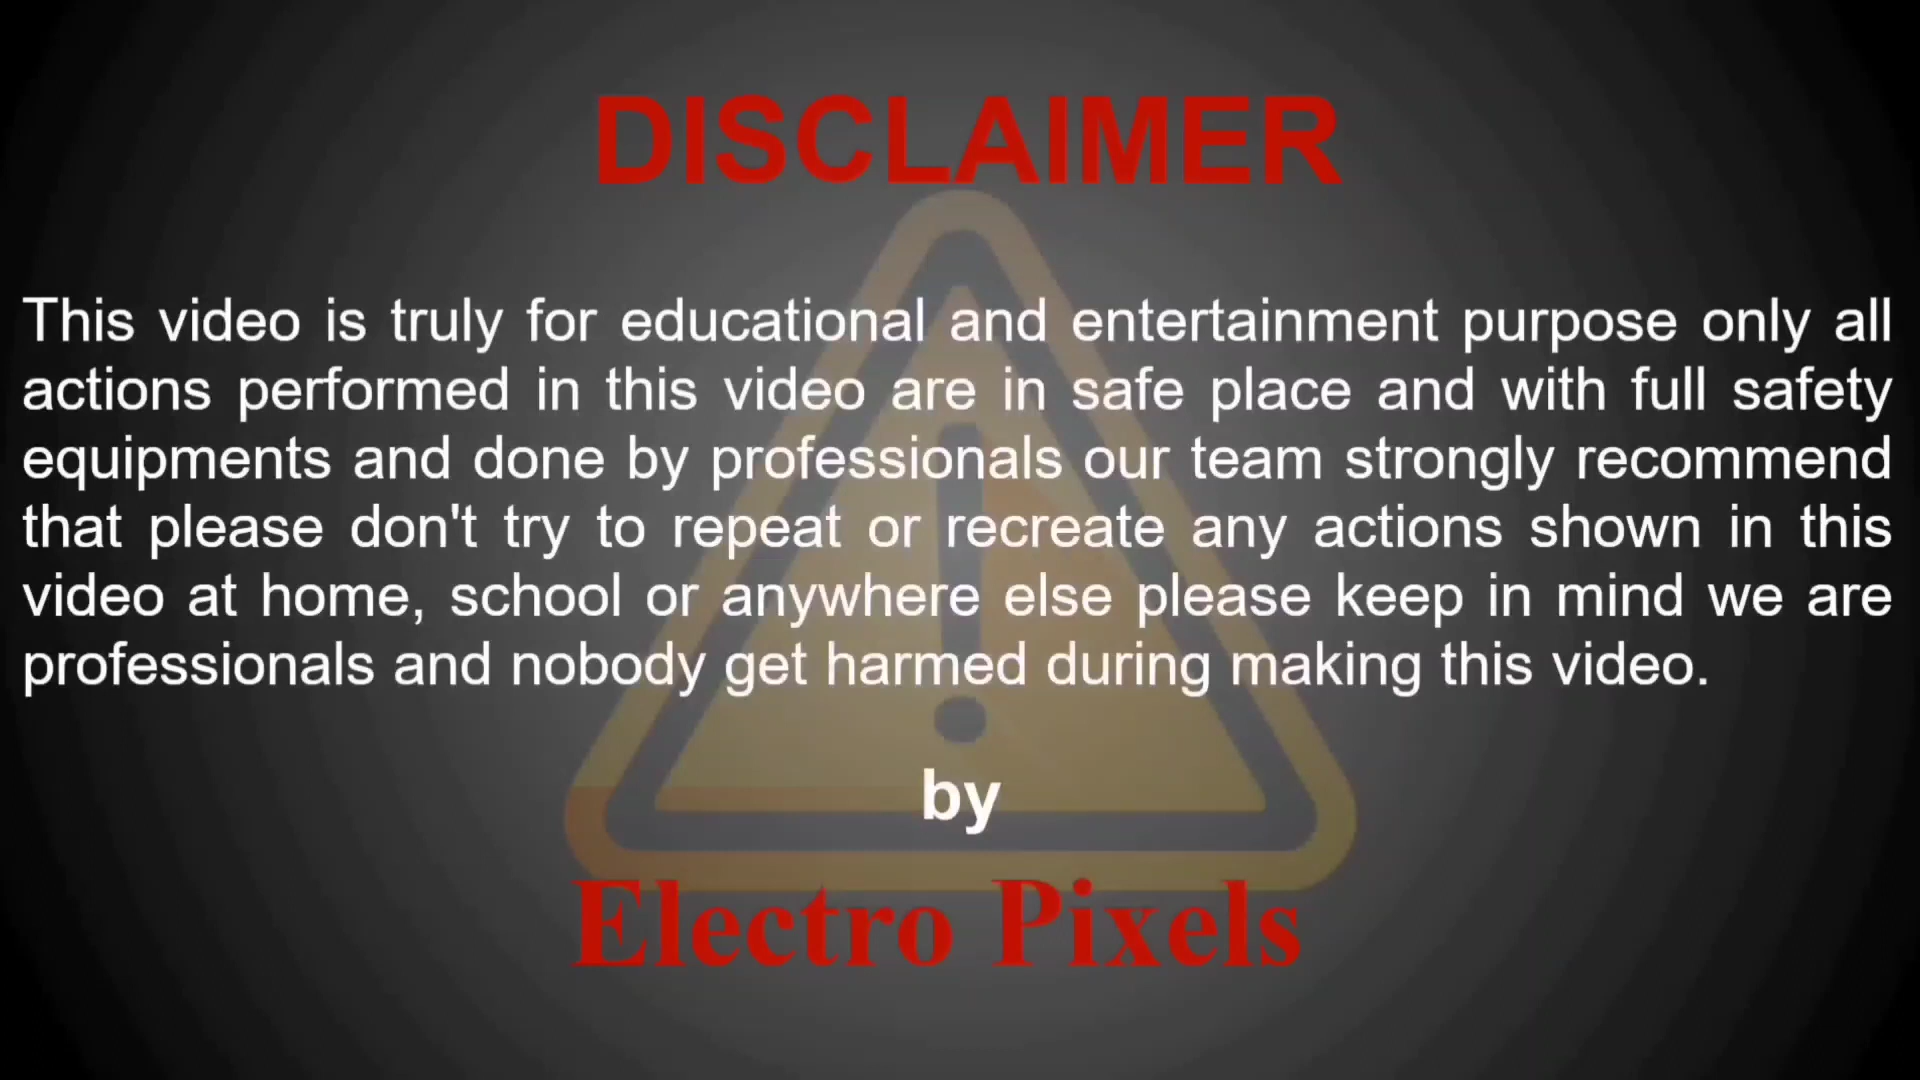 DISCLAIMER
This video is truly for educational and entertainment purpose only all
actions performed in this video are in safe place and with full safety
equipments and done by professionals our team strongly recommend
that please don't try to repeat or recreate any actions shown in this
video at home, school or anywhere else please keep in mind we are
professionals and nobody get harmed during making this video.
by
Electro Pixels